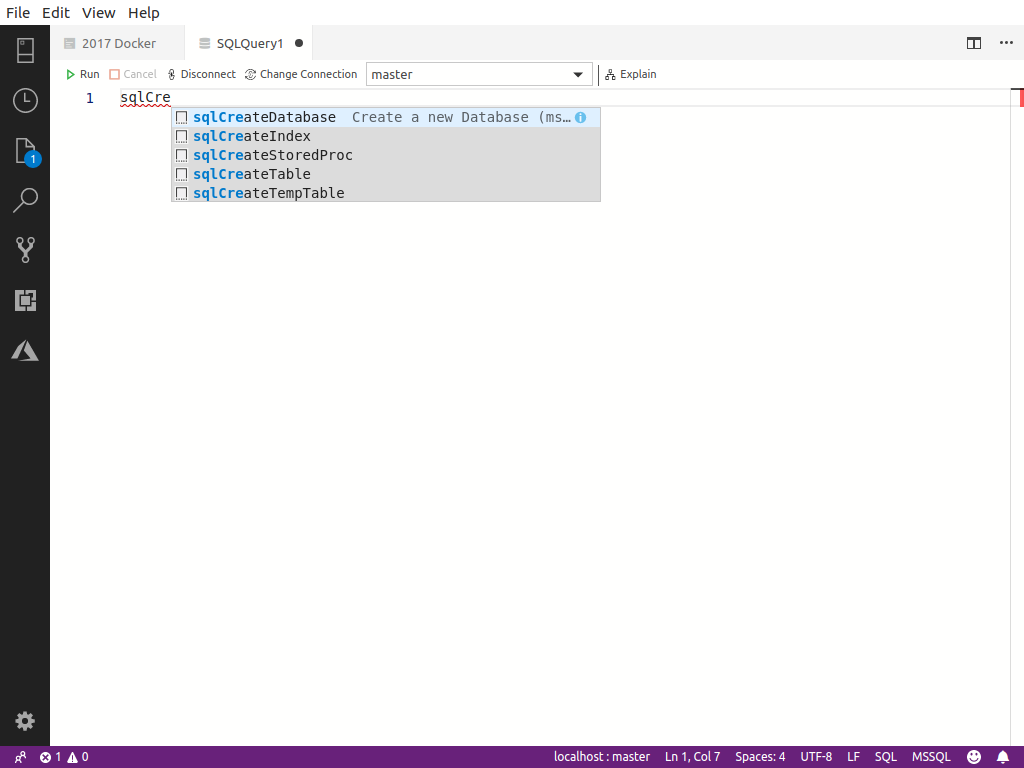 File Edit View Help
2017 Docker SQLQuery1
Run Cancel Disconnect Change Connection master Explain
1 sqlCre
sqlCreateDatabase Create a new Database (ms…
sqlCreateIndex
sqlCreateStoredProc
sqlCreateTable
sqlCreateTempTable
1
1 0 localhost : master Ln 1, Col 7 Spaces: 4 UTF-8 LF SQL MSSQL